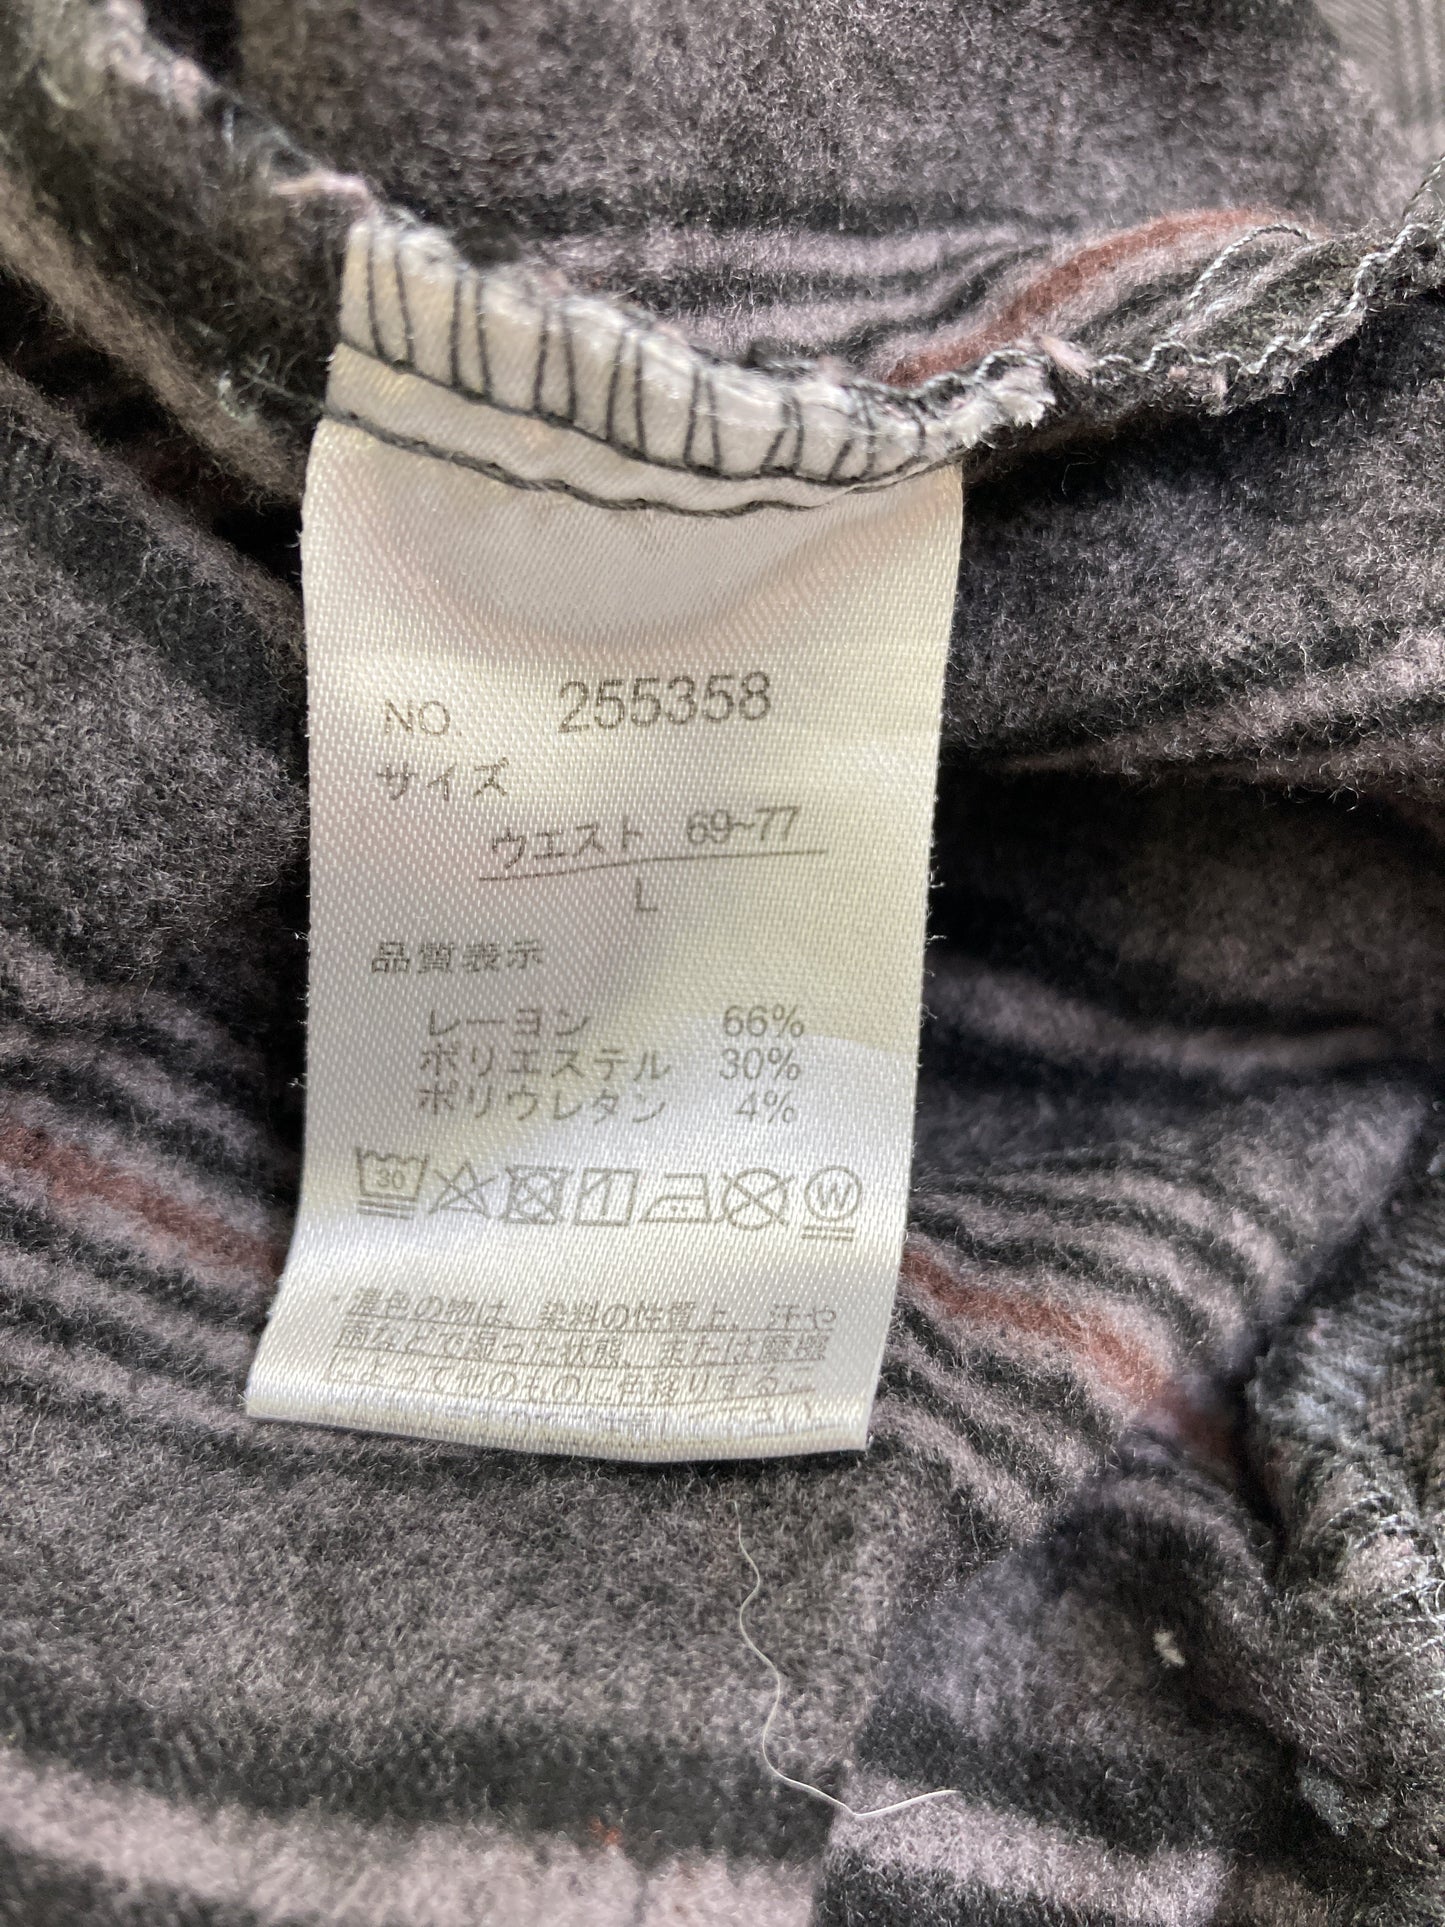 NO. 255358
サイズ
ウエスト 69~77
L
品質表示
レーヨン 66%
ポリエステル 30%
ポリウレタン 4%
30 W
濃色の物は、染料の性質上、汗や
雨などで湿った状態、または摩擦
によって他のものに色移りするこ